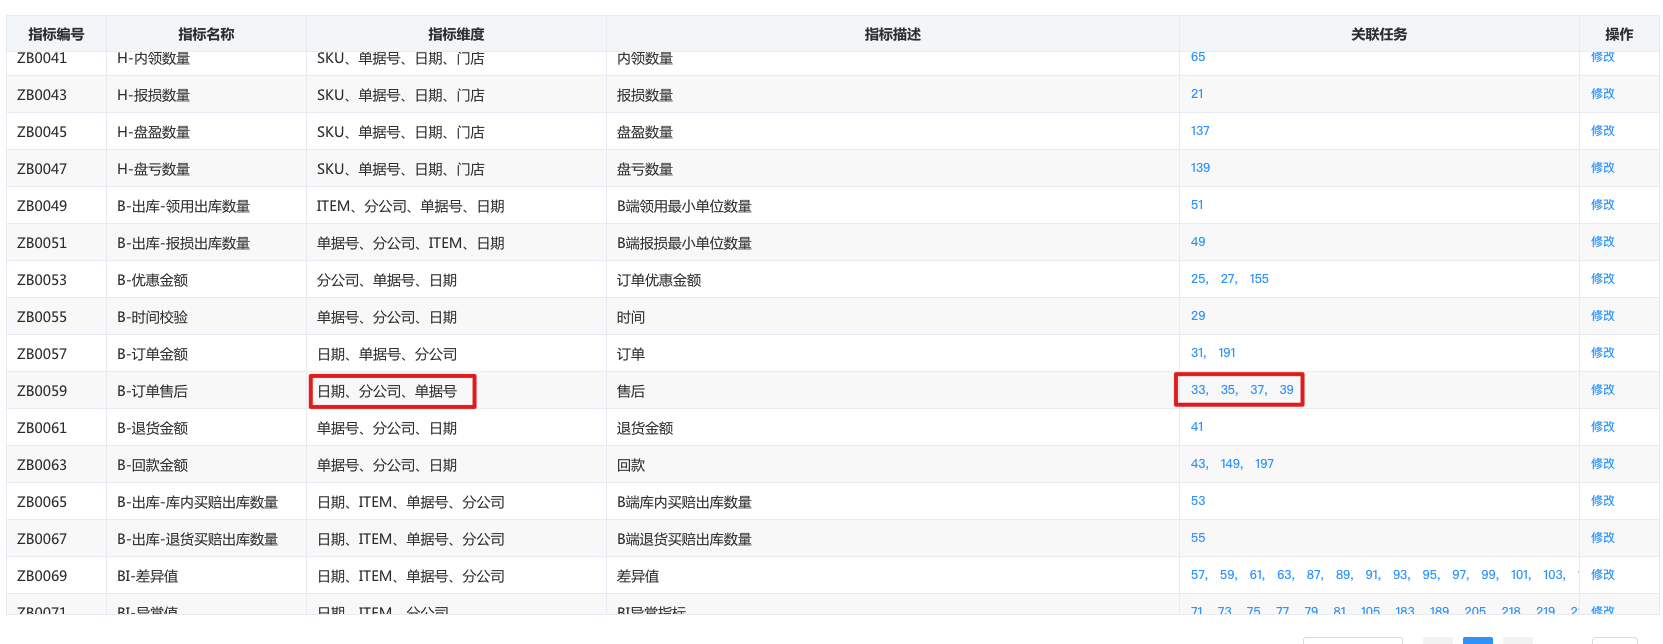 指标编号 指标名称 指标维度 指标描述 关联任务 操作
ZB0041 H-内领数量 SKU、单据号、日期、门店 内领数量 65 修改
ZB0043 H-报损数量 SKU、单据号、日期、门店 报损数量 21 修改
ZB0045 H-盘盈数量 SKU、单据号、日期、门店 盘盈数量 137 修改
ZB0047 H-盘亏数量 SKU、单据号、日期、门店 盘亏数量 139 修改
ZB0049 B-出库-领用出库数量 ITEM、分公司、单据号、日期 B端领用最小单位数量 51 修改
ZB0051 B-出库-报损出库数量 单据号、分公司、ITEM、日期 B端报损最小单位数量 49 修改
ZB0053 B-优惠金额 分公司、单据号、日期 订单优惠金额 25, 27, 155 修改
ZB0055 B-时间校验 单据号、分公司、日期 时间 29 修改
ZB0057 B-订单金额 日期、单据号、分公司 订单 31, 191 修改
ZB0059 B-订单售后 日期、分公司、单据号 售后 33, 35, 37, 39 修改
ZB0061 B-退货金额 单据号、分公司、日期 退货金额 41 修改
ZB0063 B-回款金额 单据号、分公司、日期 回款 43, 149, 197 修改
ZB0065 B-出库-库内买赔出库数量 日期、ITEM、单据号、分公司 B端库内买赔出库数量 53 修改
ZB0067 B-出库-退货买赔出库数量 日期、ITEM、单据号、分公司 B端退货买赔出库数量 55 修改
ZB0069 BI-差异值 日期、ITEM、单据号、分公司 差异值 57, 59, 61, 63, 87, 89, 91, 93, 95, 97, 99, 101, 103, 修改
ZB0071 BI-异常值 日期、ITEM、分公司 BI异常指标 71, 73, 75, 77, 79, 81, 105, 183, 189, 205, 218, 219, 修改